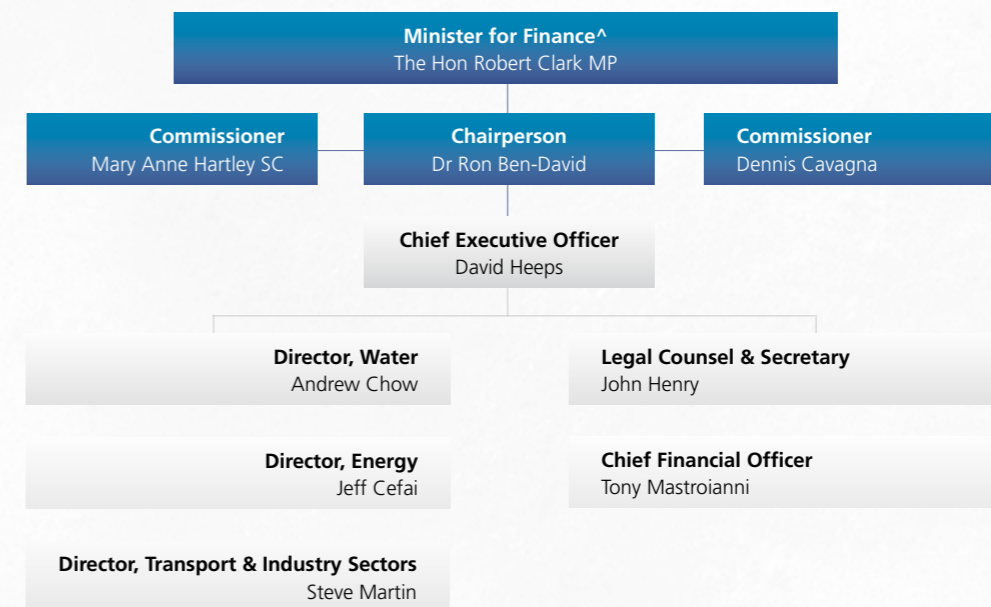 Minister for Finance^
The Hon Robert Clark MP
Commissioner
Mary Anne Hartley SC
Chairperson
Dr Ron Ben-David
Commissioner
Dennis Cavagna
Chief Executive Officer
David Heeps
Director, Water
Andrew Chow
Legal Counsel & Secretary
John Henry
Director, Energy
Jeff Cefai
Chief Financial Officer
Tony Mastroianni
Director, Transport & Industry Sectors
Steve Martin